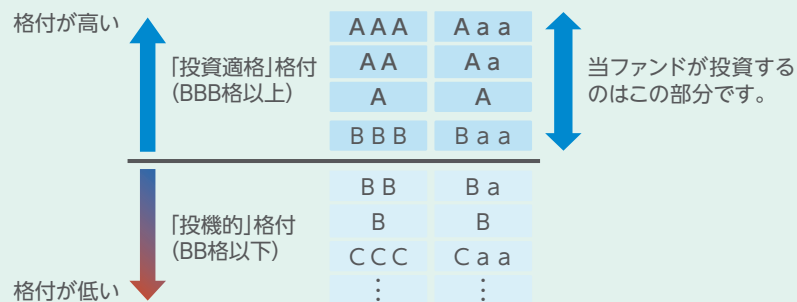 格付が高い
「投資適格」格付
(BBB格以上)
AAA Aaa
AA Aa
A A
BBB Baa
当ファンドが投資する
のはこの部分です。
「投機的」格付
(BB格以下)
BB Ba
B B
CCC Caa
⋮ ⋮
格付が低い